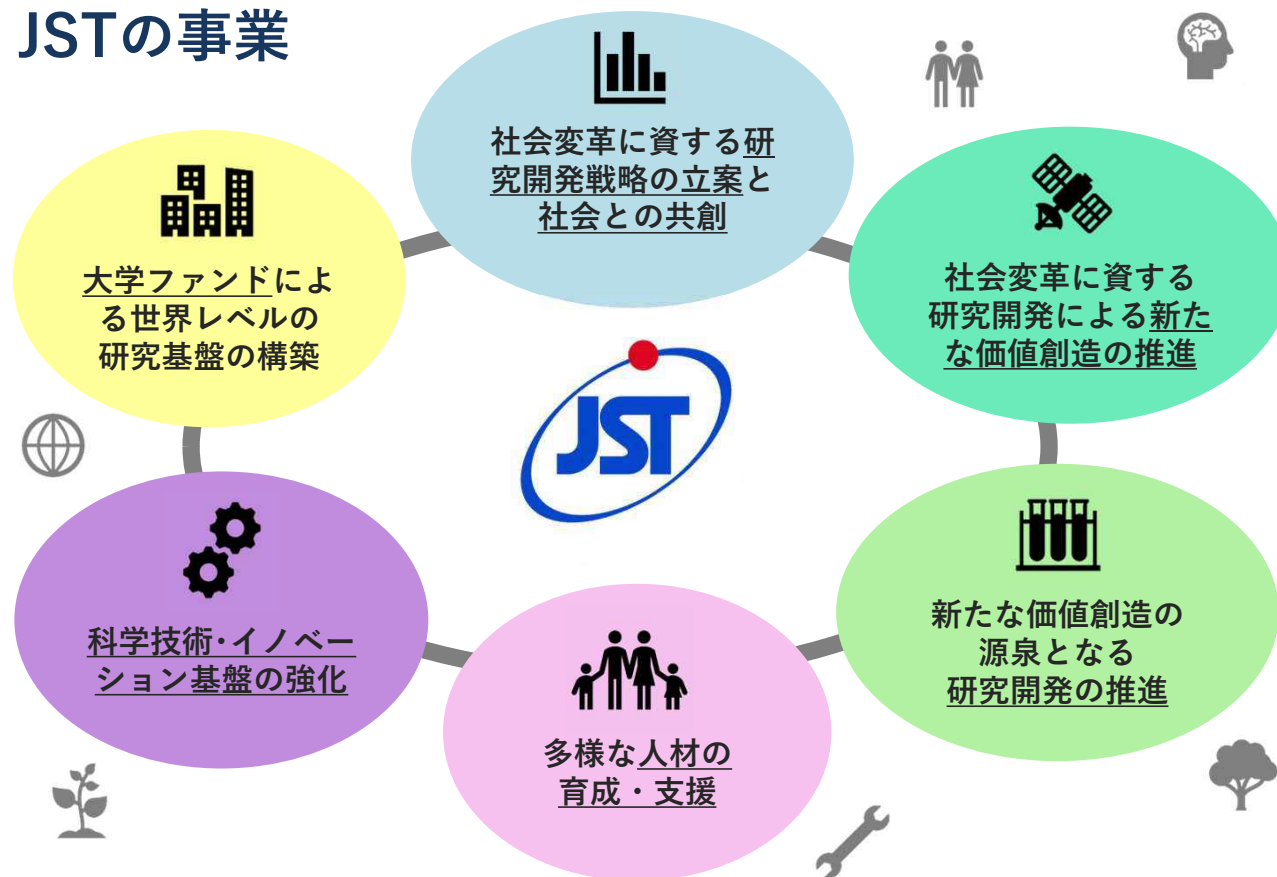 JSTの事業
社会変革に資する研
究開発戦略の立案と
社会との共創
大学ファンドによ
る世界レベルの
研究基盤の構築
社会変革に資する
研究開発による新た
な価値創造の推進
JST
科学技術・イノベー
ション基盤の強化
新たな価値創造の
源泉となる
研究開発の推進
多様な人材の
育成・支援